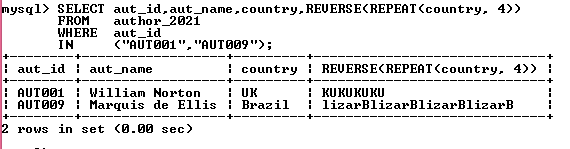 mysql> SELECT aut_id,aut_name,country,REVERSE(REPEAT(country, 4))
FROM author_2021
WHERE aut_id
IN ("AUT001","AUT009");
+--------+------------------+---------+-----------------------------+
| aut_id | aut_name | country | REVERSE(REPEAT(country, 4)) |
+--------+------------------+---------+-----------------------------+
| AUT001 | William Norton | UK | KUKUKUKU |
| AUT009 | Marquis de Ellis | Brazil | lizarBlizarBlizarBlizarB |
+--------+------------------+---------+-----------------------------+
2 rows in set (0.00 sec)